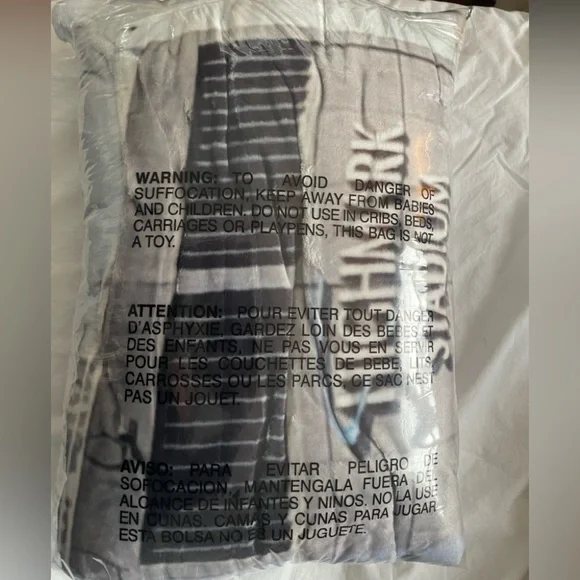 WARNING: TO AVOID DANGER OF
SUFFOCATION, KEEP AWAY FROM BABIES
AND CHILDREN. DO NOT USE IN CRIBS, BEDS,
CARRIAGES OR PLAYPENS, THIS BAG IS NOT
A TOY.
ATTENTION: POUR EVITER TOUT DANGER
D'ASPHYXIE, GARDEZ LOIN DES BEBES ET
DES ENFANTS, NE PAS VOUS EN SERVIR
POUR LES COUCHETTES DE BEBE, LITS,
CARROSSES OU LES PARCS, CE SAC N'EST
PAS UN JOUET.
AVISO: PARA EVITAR PELIGRO DE
SOFOCACION, MANTENGALA FUERA DEL
ALCANCE DE INFANTES Y NINOS. NO LA USE
EN CUNAS. CAMAS Y CUNAS PARA JUGAR.
ESTA BOLSA NO ES UN JUGUETE.
STADIUM